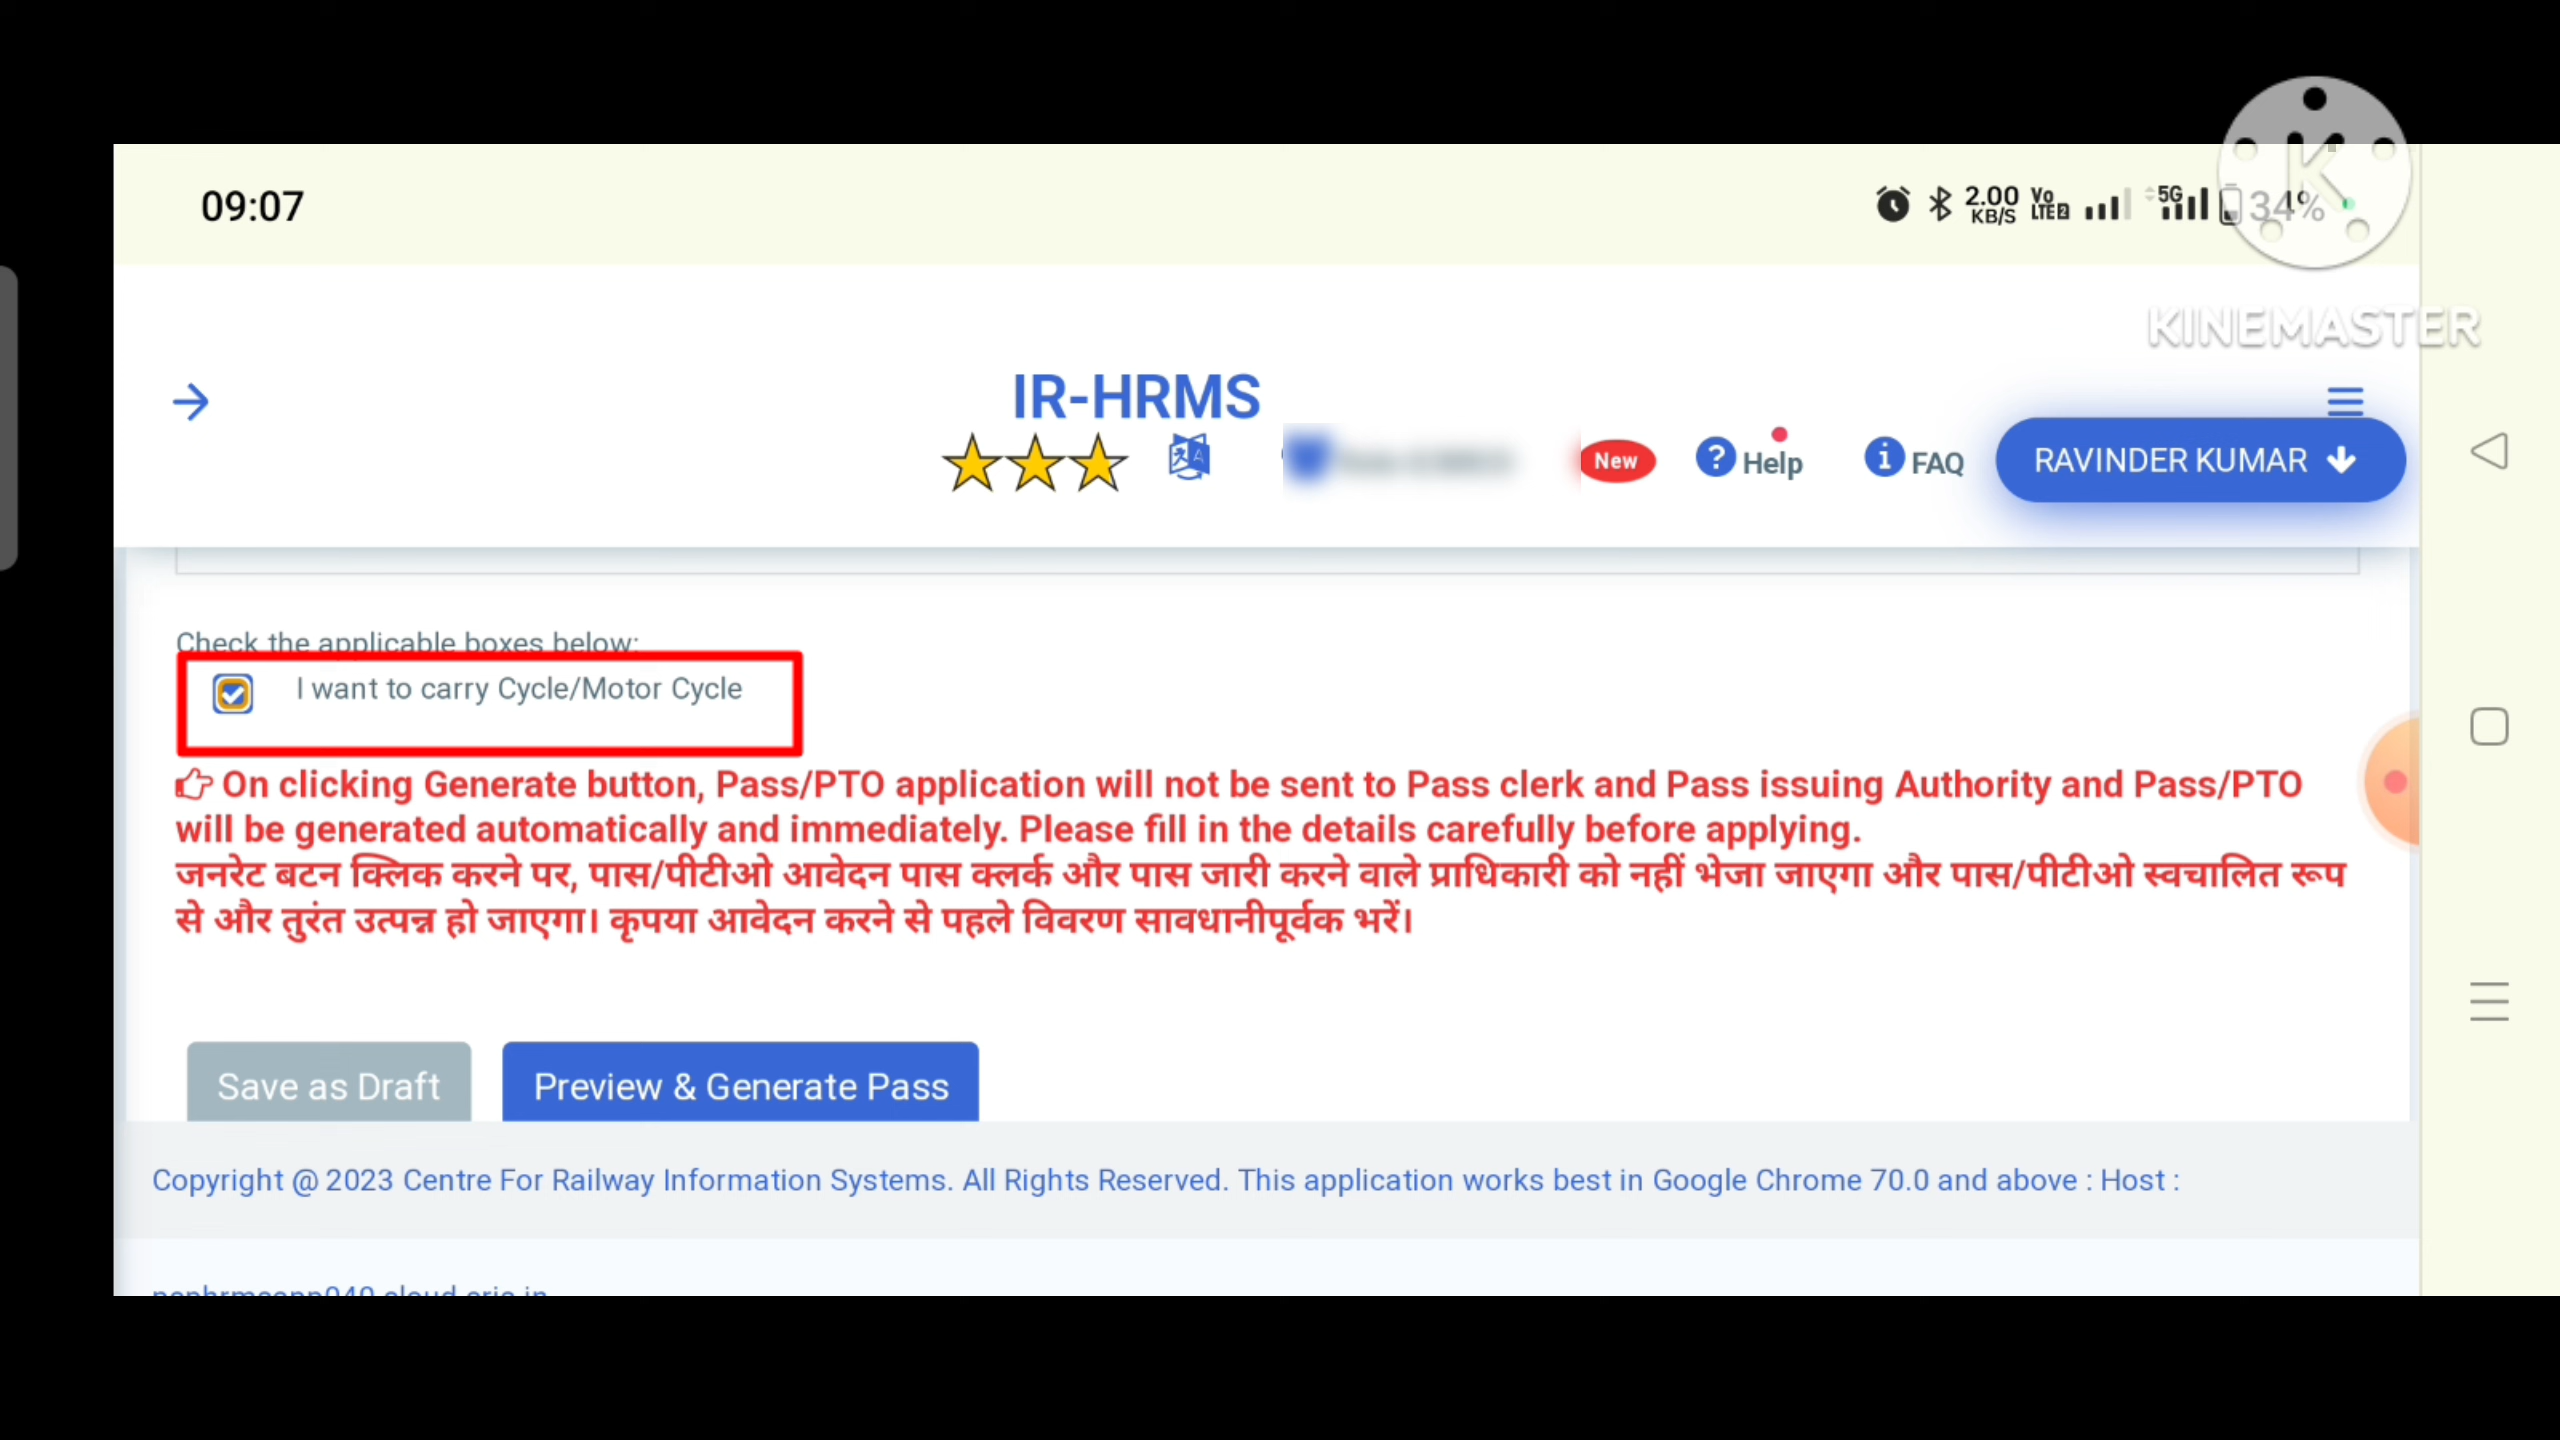 09:07
2.00 KB/S
Vo LTE 2
5G
34%
KINEMASTER
IR-HRMS
New
Help
FAQ
RAVINDER KUMAR
Check the applicable boxes below:
I want to carry Cycle/Motor Cycle
On clicking Generate button, Pass/PTO application will not be sent to Pass clerk and Pass issuing Authority and Pass/PTO
will be generated automatically and immediately. Please fill in the details carefully before applying.
जनरेट बटन क्लिक करने पर, पास/पीटीओ आवेदन पास क्लर्क और पास जारी करने वाले प्राधिकारी को नहीं भेजा जाएगा और पास/पीटीओ स्वचालित रूप
से और तुरंत उत्पन्न हो जाएगा। कृपया आवेदन करने से पहले विवरण सावधानीपूर्वक भरें।
Save as Draft
Preview & Generate Pass
Copyright @ 2023 Centre For Railway Information Systems. All Rights Reserved. This application works best in Google Chrome 70.0 and above : Host :